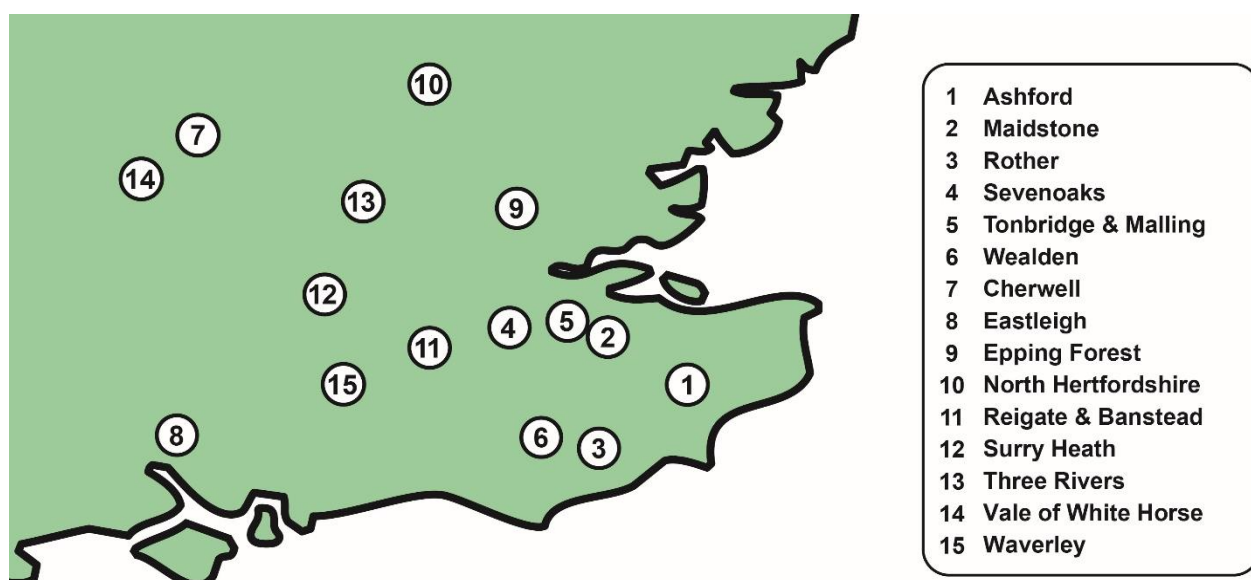 10
7
14
13
9
12
4
5
2
11
15
1
8
6
3
1 Ashford
2 Maidstone
3 Rother
4 Sevenoaks
5 Tonbridge & Malling
6 Wealden
7 Cherwell
8 Eastleigh
9 Epping Forest
10 North Hertfordshire
11 Reigate & Banstead
12 Surry Heath
13 Three Rivers
14 Vale of White Horse
15 Waverley